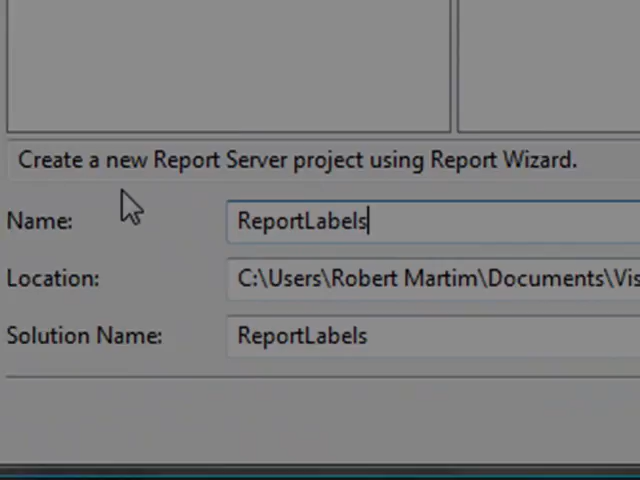 Create a new Report Server project using Report Wizard.
Name: ReportLabels
Location: C:\Users\Robert Martim\Documents\Vis
Solution Name: ReportLabels